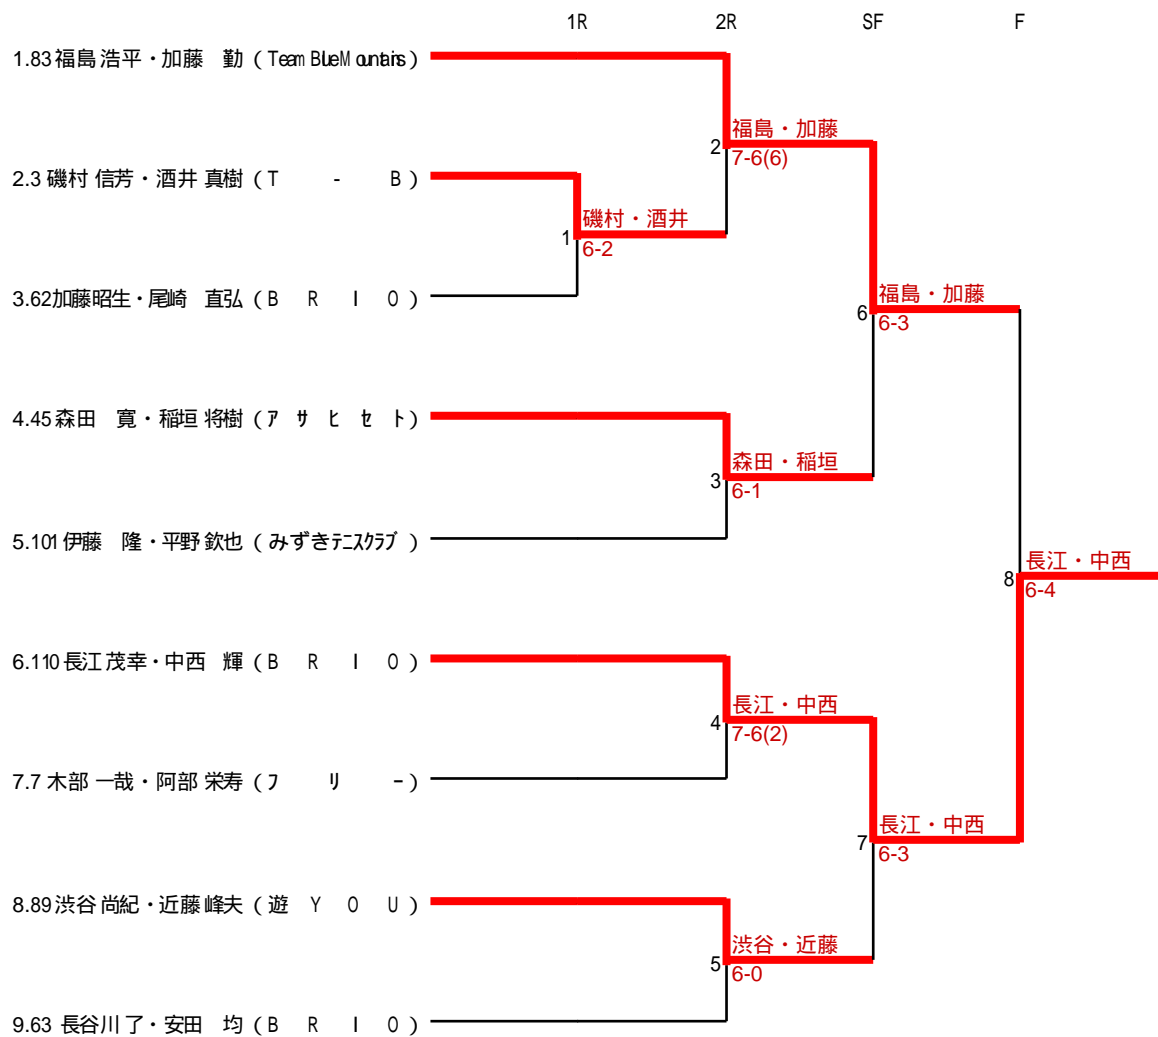 1R 2R SF F
1.83 福島 浩平・加藤 勤 (Team BlueMountains)
福島・加藤
2 7-6(6)
2.3 磯村 信芳・酒井 真樹 (T - B)
磯村・酒井
1 6-2
3.62 加藤昭生・尾崎 直弘 (B R I O)
福島・加藤
6 6-3
4.45 森田 寛・稲垣 将樹 (ア サ ヒ セ ト)
森田・稲垣
3 6-1
5.101 伊藤 隆・平野 欽也 (みずきテニスクラブ)
長江・中西
8 6-4
6.110 長江 茂幸・中西 輝 (B R I O)
長江・中西
4 7-6(2)
7.7 木部 一哉・阿部 栄寿 (フ リ ー)
長江・中西
7 6-3
8.89 渋谷 尚紀・近藤 峰夫 (遊 Y O U)
渋谷・近藤
5 6-0
9.63 長谷川 了・安田 均 (B R I O)